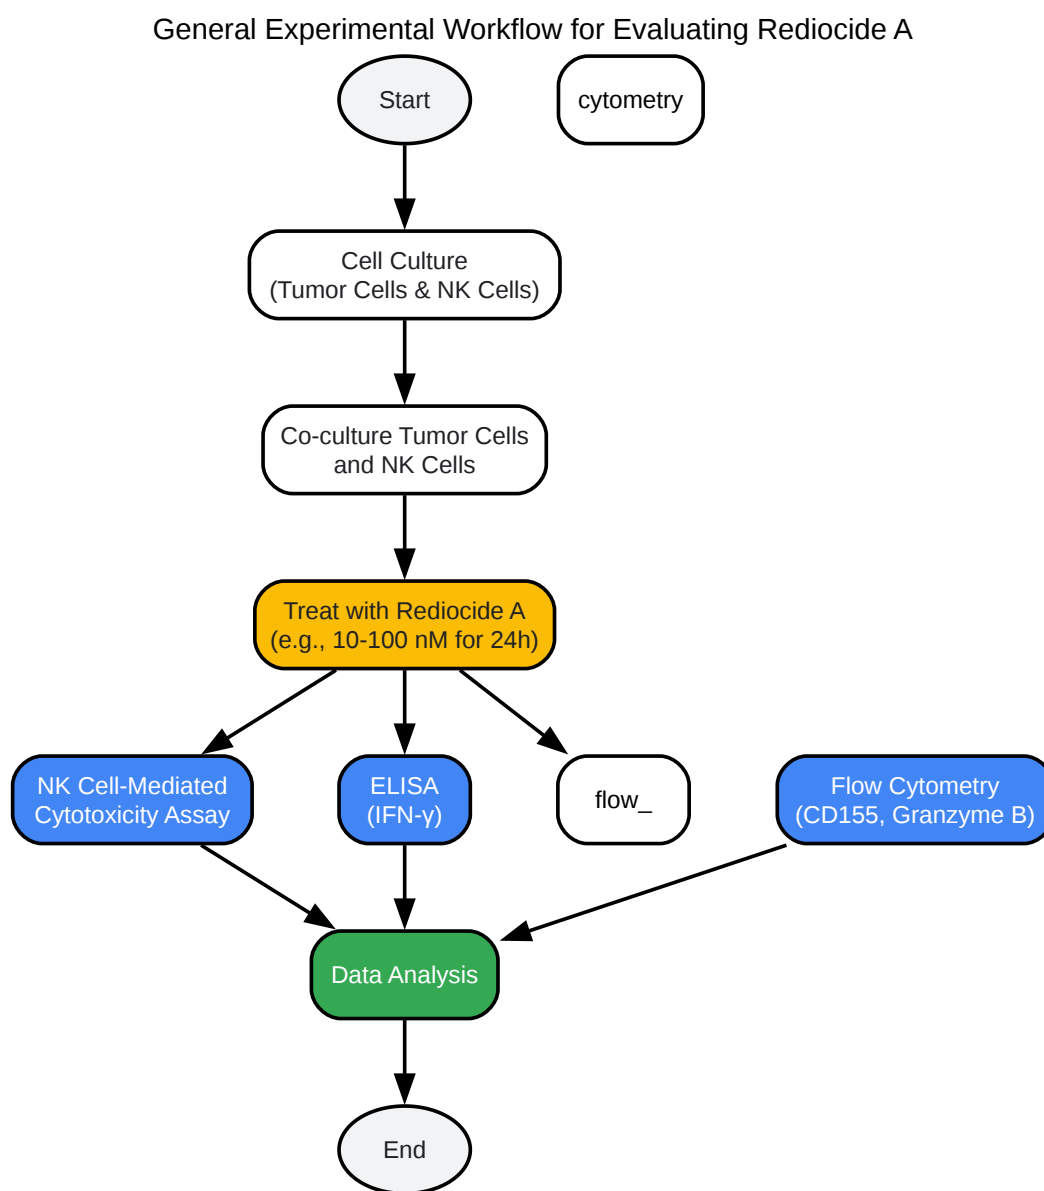 General Experimental Workflow for Evaluating Rediocide A
Start
cytometry
Cell Culture
(Tumor Cells & NK Cells)
Co-culture Tumor Cells
and NK Cells
Treat with Rediocide A
(e.g., 10-100 nM for 24h)
NK Cell-Mediated
Cytotoxicity Assay
ELISA
(IFN-γ)
flow_
Flow Cytometry
(CD155, Granzyme B)
Data Analysis
End